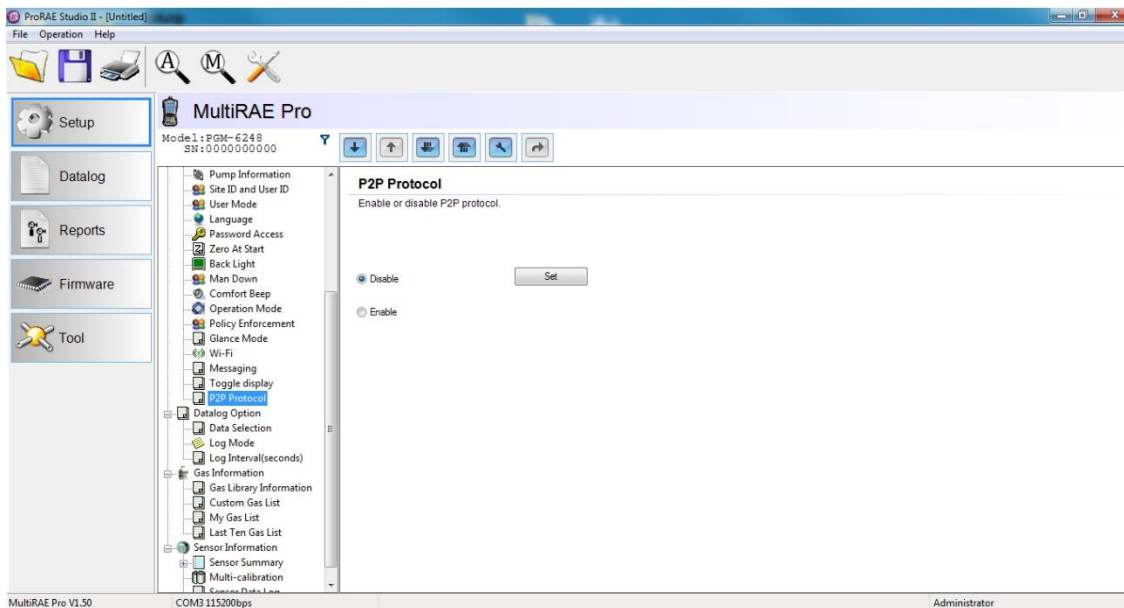 ProRAE Studio II - [Untitled]
File Operation Help
A M
Setup
Datalog
Reports
Firmware
Tool
MultiRAE Pro
Model:PGM-6248
SN:0000000000
Pump Information
Site ID and User ID
User Mode
Language
Password Access
Zero At Start
Back Light
Man Down
Comfort Beep
Operation Mode
Policy Enforcement
Glance Mode
Wi-Fi
Messaging
Toggle display
P2P Protocol
Datalog Option
Data Selection
Log Mode
Log Interval(seconds)
Gas Information
Gas Library Information
Custom Gas List
My Gas List
Last Ten Gas List
Sensor Information
Sensor Summary
Multi-calibration
Sensor Data Log
P2P Protocol
Enable or disable P2P protocol.
Disable
Set
Enable
MultiRAE Pro V1.50 COM3 115200bps Administrator